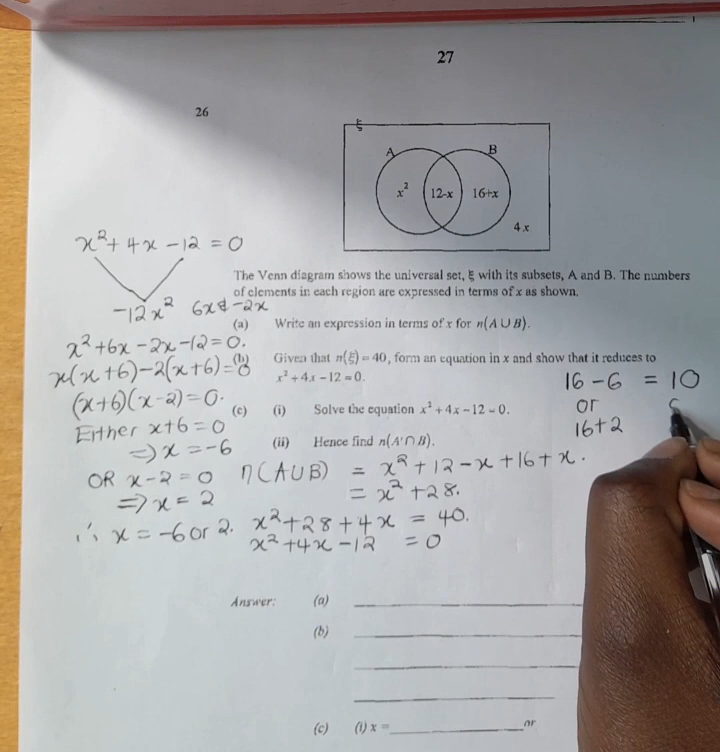 27
26
ξ
A
B
x²
12-x
16+x
4x
x² + 4x - 12 = 0
The Venn diagram shows the universal set, ξ with its subsets, A and B. The numbers
of elements in each region are expressed in terms of x as shown.
-12x² 6x & -2x
(a) Write an expression in terms of x for n(A ∪ B).
x² + 6x - 2x - 12 = 0.
x(x + 6) - 2(x + 6) = 0
(b) Given that n(ξ) = 40, form an equation in x and show that it reduces to
x² + 4x - 12 = 0.
(x + 6)(x - 2) = 0.
16 - 6 = 10
or
16 + 2
(c) (i) Solve the equation x² + 4x - 12 = 0.
Either x + 6 = 0
⇒ x = -6
(ii) Hence find n(A' ∩ B).
OR x - 2 = 0
⇒ x = 2
∴ x = -6 or 2.
n(A ∪ B) = x² + 12 - x + 16 + x.
= x² + 28.
x² + 28 + 4x = 40.
x² + 4x - 12 = 0
Answer: (a)
(b)
(c) (i) x = or